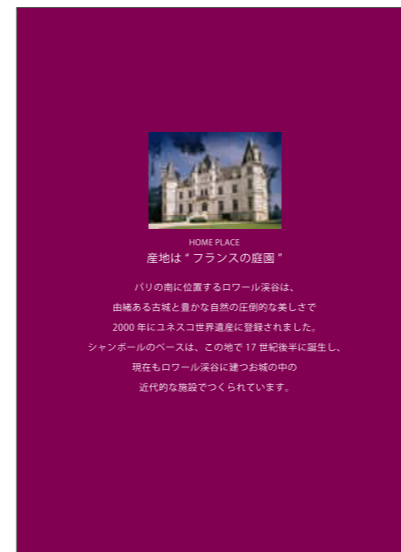 HOME PLACE
産地は“フランスの庭園”
パリの南に位置するロワール渓谷は、
由緒ある古城と豊かな自然の圧倒的な美しさで
2000 年にユネスコ世界遺産に登録されました。
シャンボールのベースは、この地で 17 世紀後半に誕生し、
現在もロワール渓谷に建つお城の中の
近代的な施設でつくられています。